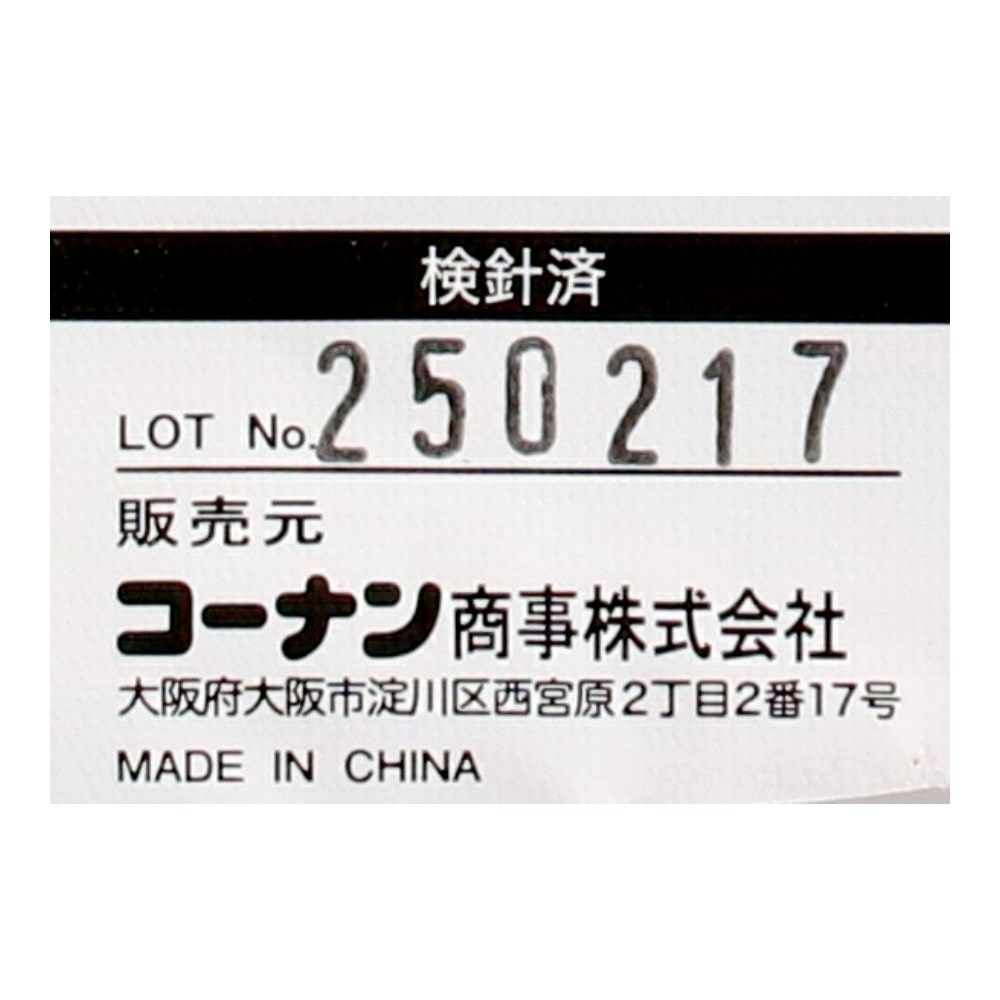 検針済
LOT No. 250217
販売元
コーナン商事株式会社
大阪府大阪市淀川区西宮原2丁目2番17号
MADE IN CHINA